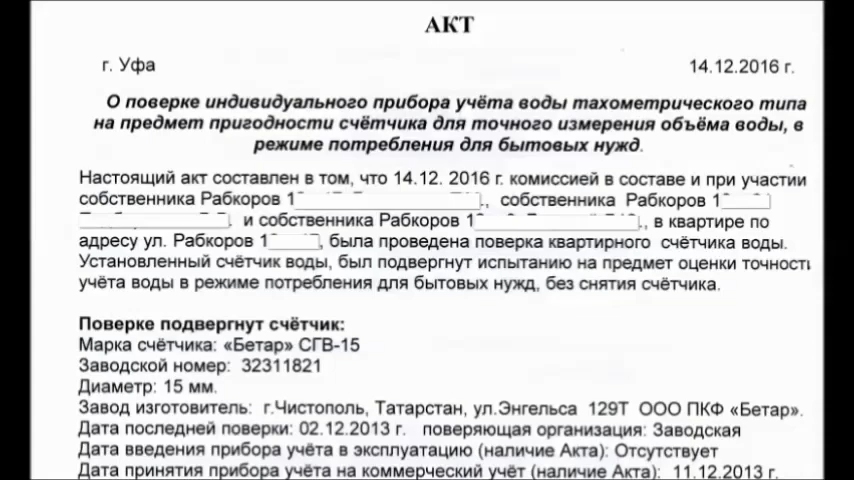 АКТ
г. Уфа 14.12.2016 г.
О поверке индивидуального прибора учёта воды тахометрического типа
на предмет пригодности счётчика для точного измерения объёма воды, в
режиме потребления для бытовых нужд.
Настоящий акт составлен в том, что 14.12. 2016 г. комиссией в составе и при участии
собственника Рабкоров 1 ., собственника Рабкоров 1
. и собственника Рабкоров 1 ., в квартире по
адресу ул. Рабкоров 1 , была проведена поверка квартирного счётчика воды.
Установленный счётчик воды, был подвергнут испытанию на предмет оценки точности
учёта воды в режиме потребления для бытовых нужд, без снятия счётчика.
Поверке подвергнут счётчик:
Марка счётчика: «Бетар» СГВ-15
Заводской номер: 32311821
Диаметр: 15 мм.
Завод изготовитель: г.Чистополь, Татарстан, ул.Энгельса 129Т ООО ПКФ «Бетар».
Дата последней поверки: 02.12.2013 г. поверяющая организация: Заводская
Дата введения прибора учёта в эксплуатацию (наличие Акта): Отсутствует
Дата принятия прибора учёта на коммерческий учёт (наличие Акта): 11.12.2013 г.